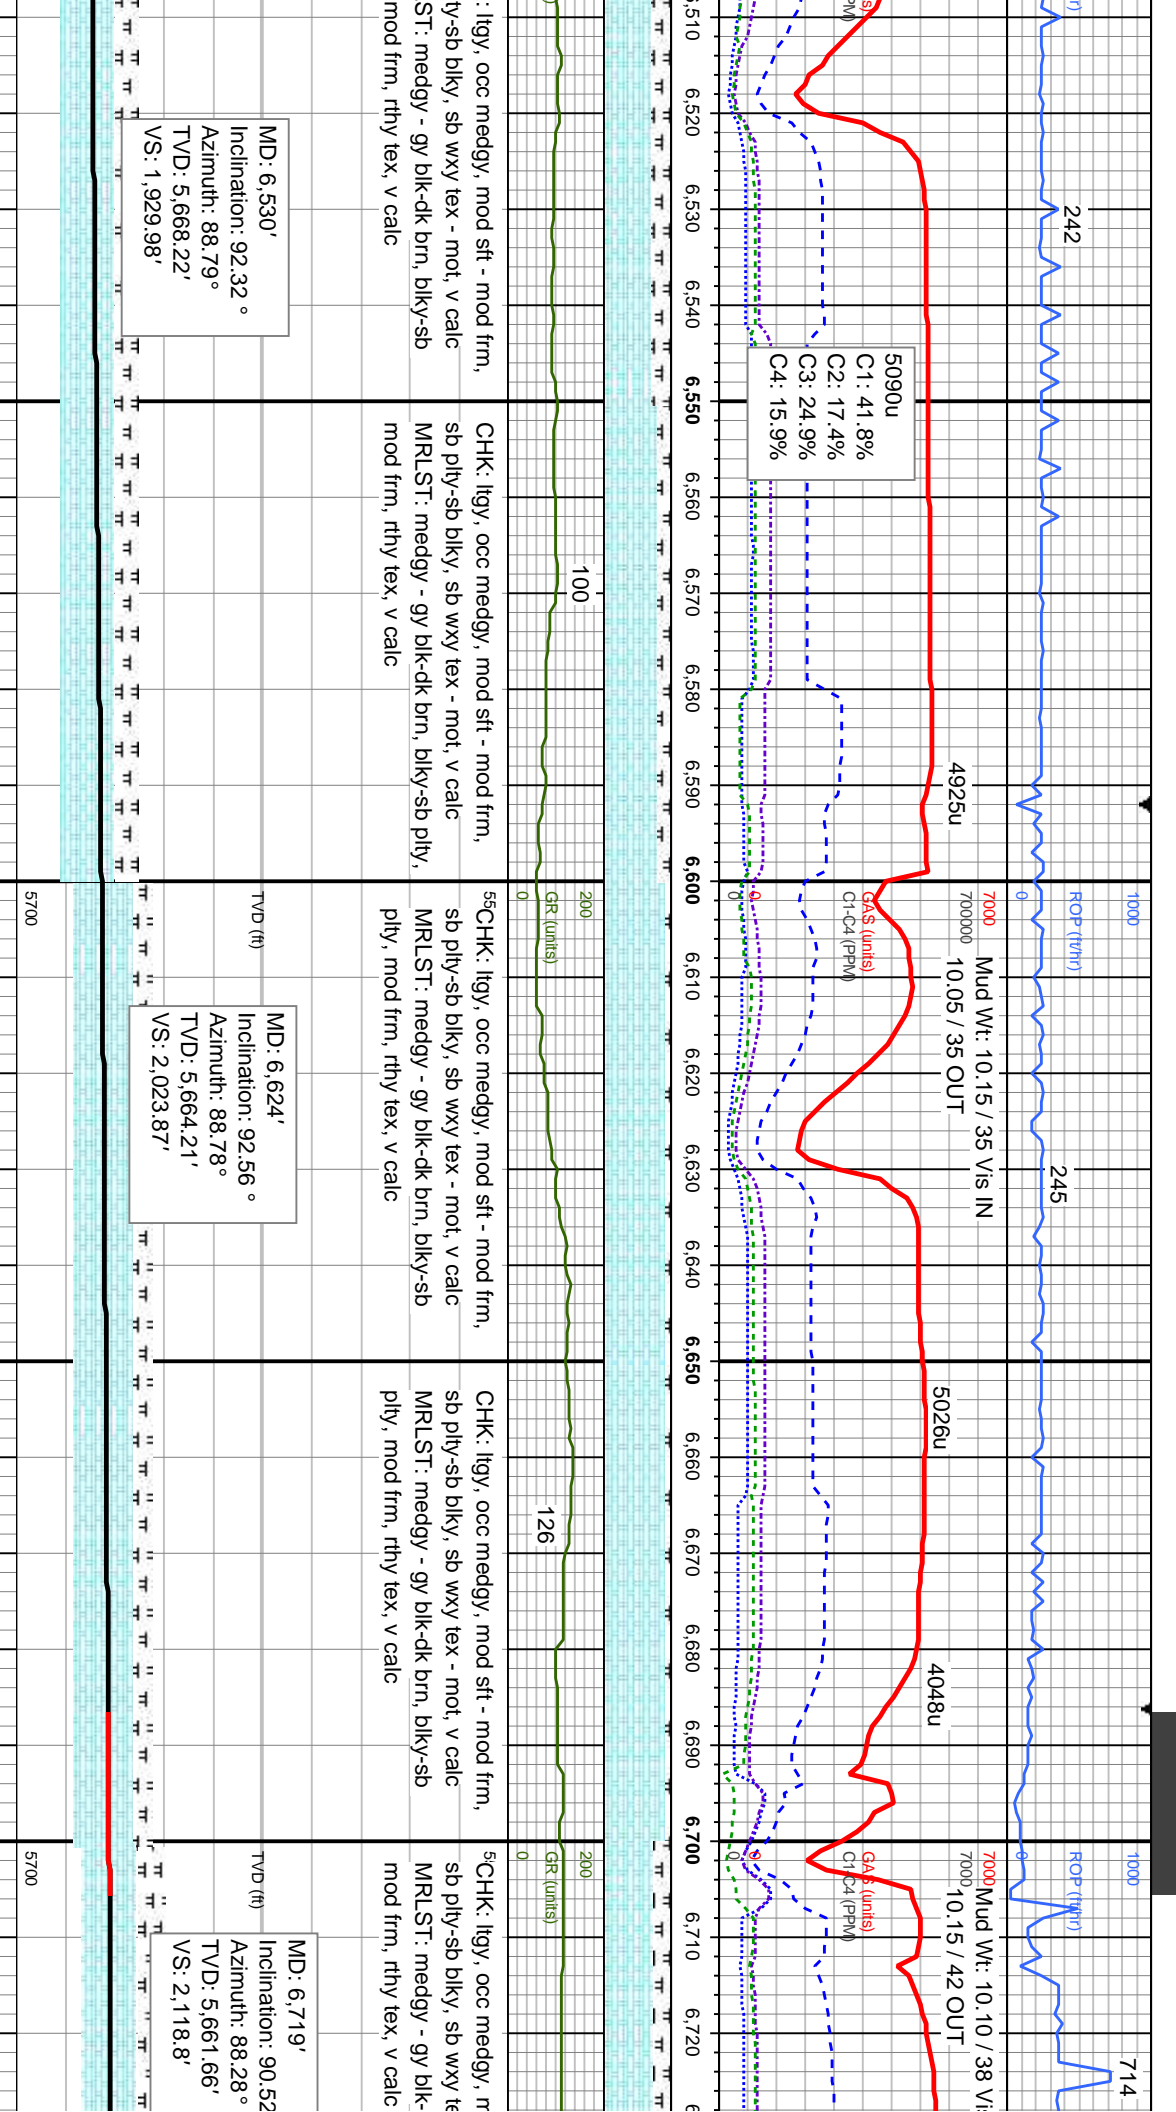 ROP (ft/hr)
1000
0
ROP (ft/hr)
1000
0
242
245
714
Mud Wt: 10.15 / 35 Vis IN
10.05 / 35 OUT
Mud Wt: 10.10 / 38 Vis
10.15 / 42 OUT
7000
700000
GAS (units)
C1-C4 (PPM)
0
0
7000
7000
GAS (units)
C1-C4 (PPM)
0
0
5090u
C1: 41.8%
C2: 17.4%
C3: 24.9%
C4: 15.9%
4925u
5026u
4048u
6,510
6,520
6,530
6,540
6,550
6,560
6,570
6,580
6,590
6,600
6,610
6,620
6,630
6,640
6,650
6,660
6,670
6,680
6,690
6,700
6,710
6,720
200
GR (units)
0
200
GR (units)
0
100
126
: ltgy, occ medgy, mod sft - mod frm,
lty-sb blky, sb wxy tex - mot, v calc
ST: medgy - gy blk-dk brn, blky-sb
mod frm, rthy tex, v calc
CHK: ltgy, occ medgy, mod sft - mod frm,
sb plty-sb blky, sb wxy tex - mot, v calc
MRLST: medgy - gy blk-dk brn, blky-sb plty,
mod frm, rthy tex, v calc
CHK: ltgy, occ medgy, mod sft - mod frm,
sb plty-sb blky, sb wxy tex - mot, v calc
MRLST: medgy - gy blk-dk brn, blky-sb
plty, mod frm, rthy tex, v calc
CHK: ltgy, occ medgy, mod sft - mod frm,
sb plty-sb blky, sb wxy tex - mot, v calc
MRLST: medgy - gy blk-dk brn, blky-sb
plty, mod frm, rthy tex, v calc
CHK: ltgy, occ medgy, m
sb plty-sb blky, sb wxy te
MRLST: medgy - gy blk-
mod frm, rthy tex, v calc
TVD (ft)
5700
TVD (ft)
5700
MD: 6,530'
Inclination: 92.32 °
Azimuth: 88.79°
TVD: 5,668.22'
VS: 1,929.98'
MD: 6,624'
Inclination: 92.56 °
Azimuth: 88.78°
TVD: 5,664.21'
VS: 2,023.87'
MD: 6,719'
Inclination: 90.52
Azimuth: 88.28°
TVD: 5,661.66'
VS: 2,118.8'